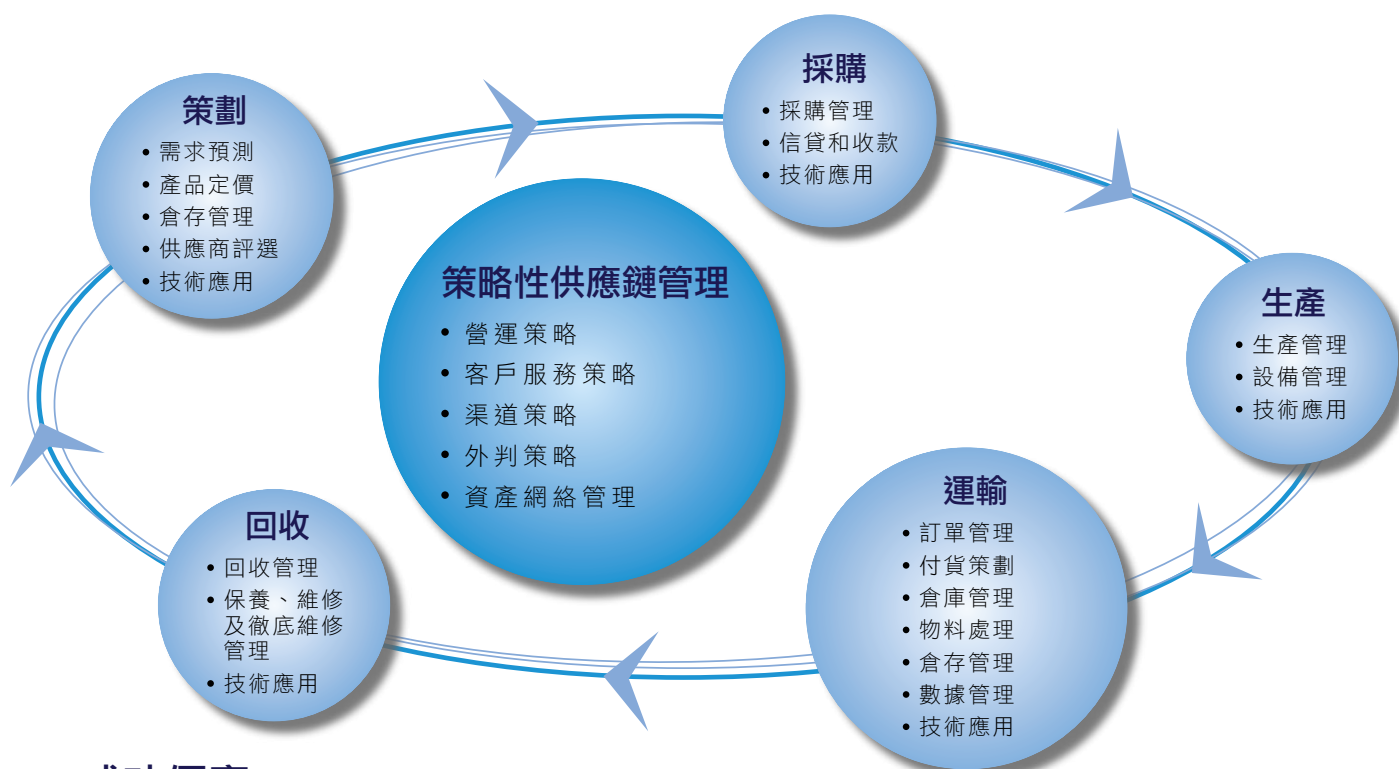 策劃
• 需求預測
• 產品定價
• 倉存管理
• 供應商評選
• 技術應用
採購
• 採購管理
• 信貸和收款
• 技術應用
策略性供應鏈管理
• 營運策略
• 客戶服務策略
• 渠道策略
• 外判策略
• 資產網絡管理
生產
• 生產管理
• 設備管理
• 技術應用
運輸
• 訂單管理
• 付貨策劃
• 倉庫管理
• 物料處理
• 倉存管理
• 數據管理
• 技術應用
回收
• 回收管理
• 保養、維修
及徹底維修
管理
• 技術應用